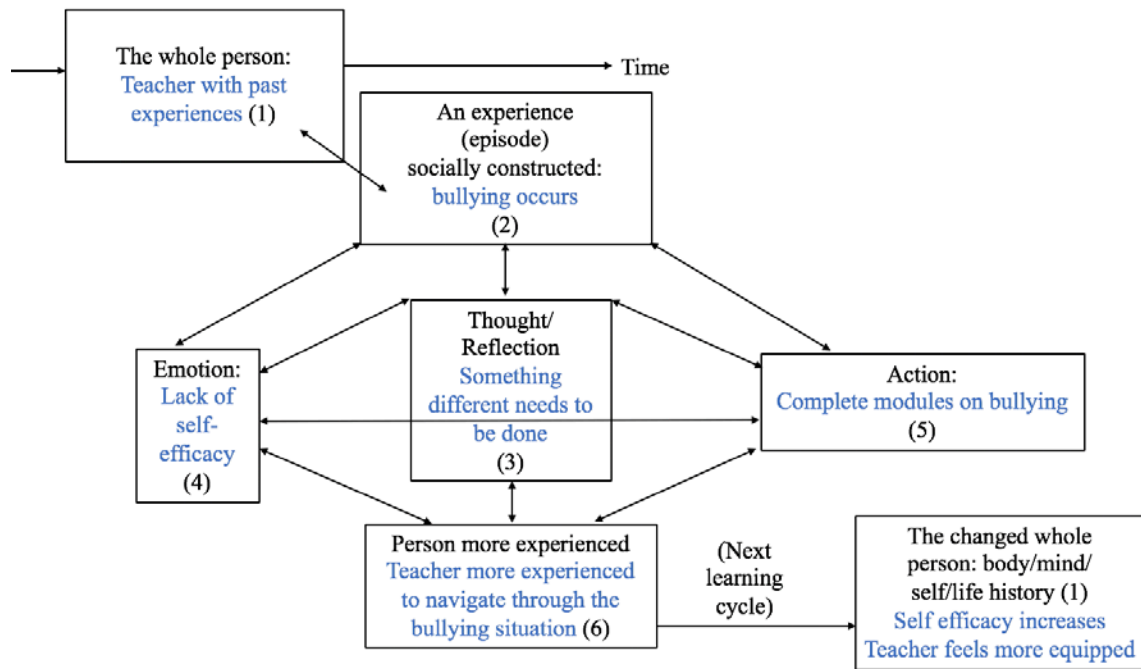 The whole person:
Teacher with past
experiences (1)
Time
An experience
(episode)
socially constructed:
bullying occurs
(2)
Emotion:
Lack of
self-
efficacy
(4)
Thought/
Reflection
Something
different needs to
be done
(3)
Action:
Complete modules on bullying
(5)
Person more experienced
Teacher more experienced
to navigate through the
bullying situation (6)
(Next
learning
cycle)
The changed whole
person: body/mind/
self/life history (1)
Self efficacy increases
Teacher feels more equipped